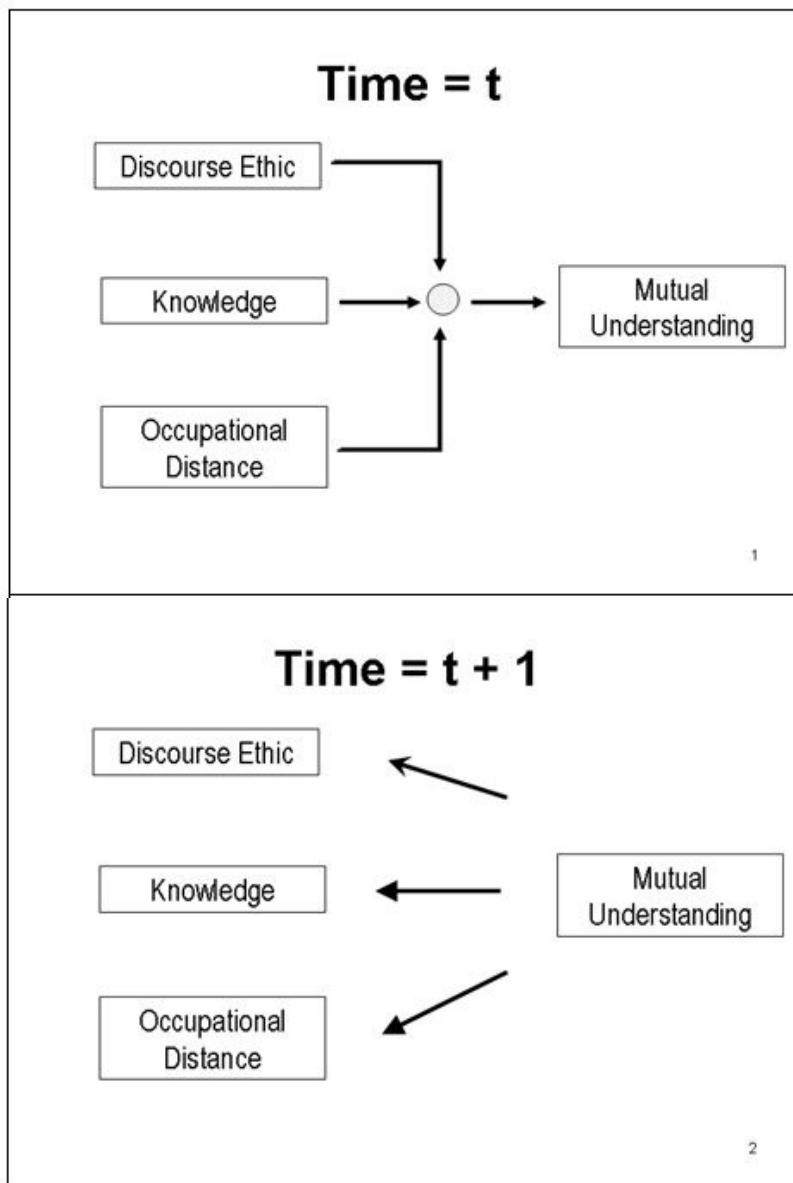 Time = t
Discourse Ethic
Knowledge
Mutual
Understanding
Occupational
Distance
1
Time = t + 1
Discourse Ethic
Knowledge
Mutual
Understanding
Occupational
Distance
2